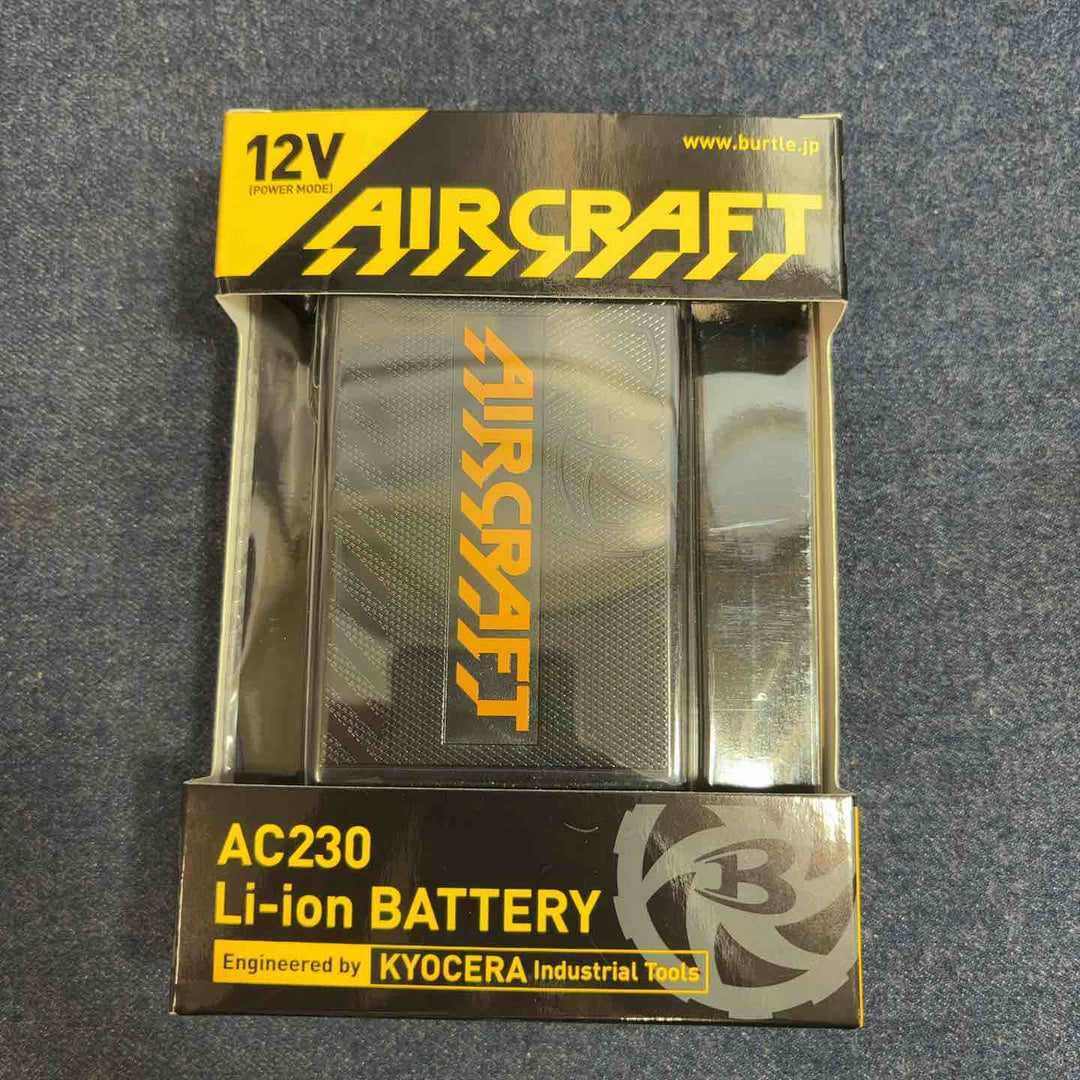 12V
[POWER MODE]
www.burtle.jp
AIRCRAFT
AIRCRAFT
AC230
Li-ion BATTERY
Engineered by KYOCERA Industrial Tools
B